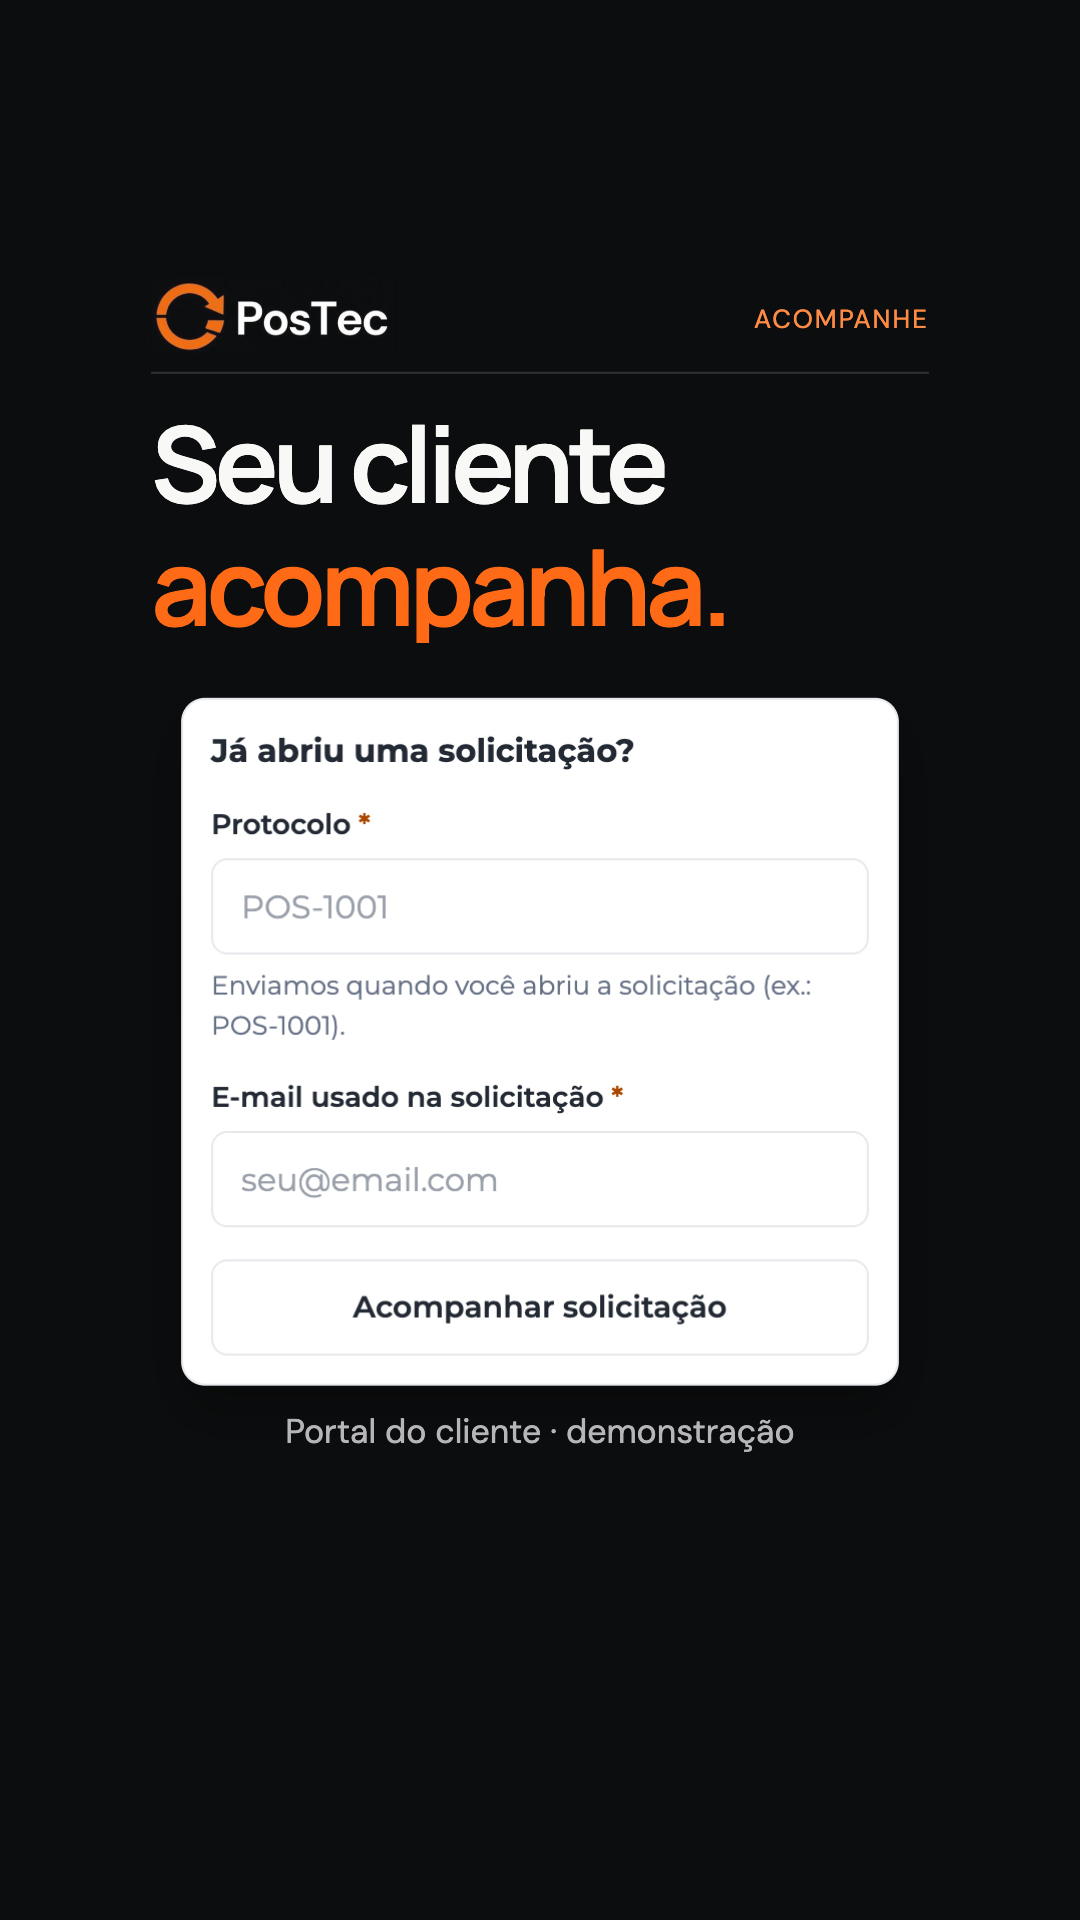 PosTec
ACOMPANHE
Seu cliente
acompanha.
Já abriu uma solicitação?
Protocolo *
POS-1001
Enviamos quando você abriu a solicitação (ex.:
POS-1001).
E-mail usado na solicitação *
seu@email.com
Acompanhar solicitação
Portal do cliente · demonstração